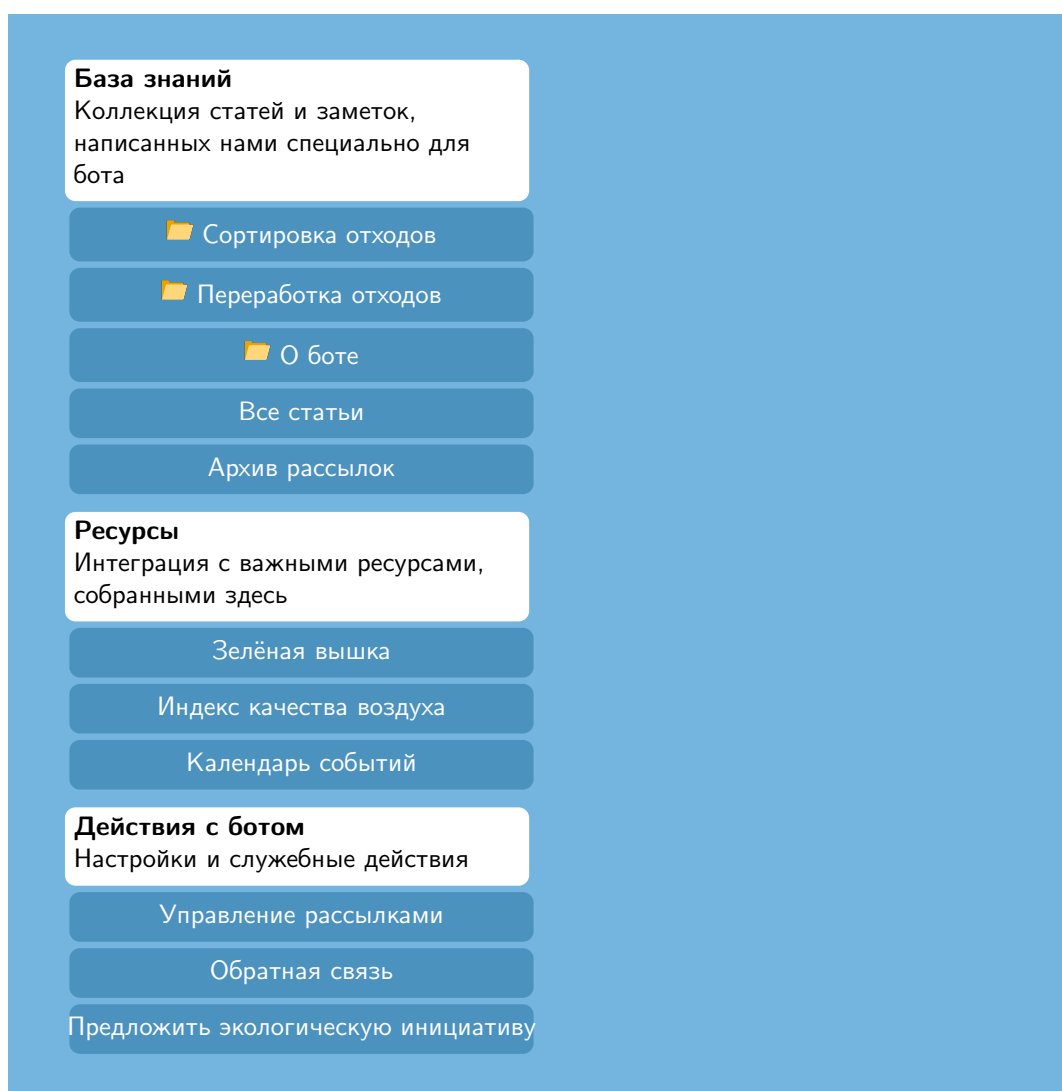 База знаний
Коллекция статей и заметок,
написанных нами специально для
бота
Сортировка отходов
Переработка отходов
О боте
Все статьи
Архив рассылок
Ресурсы
Интеграция с важными ресурсами,
собранными здесь
Зелёная вышка
Индекс качества воздуха
Календарь событий
Действия с ботом
Настройки и служебные действия
Управление рассылками
Обратная связь
Предложить экологическую инициативу